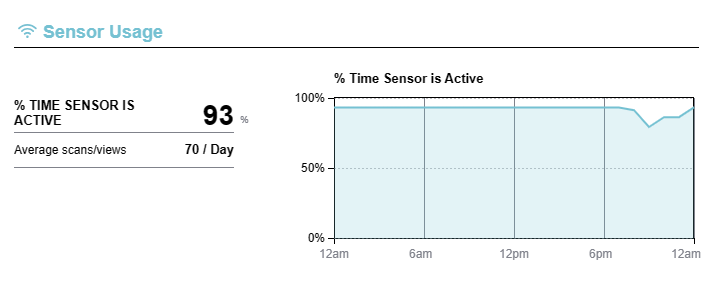 Sensor Usage
% Time Sensor is Active
% TIME SENSOR IS
ACTIVE
93 %
Average scans/views
70 / Day
100%
50%
0%
12am
6am
12pm
6pm
12am